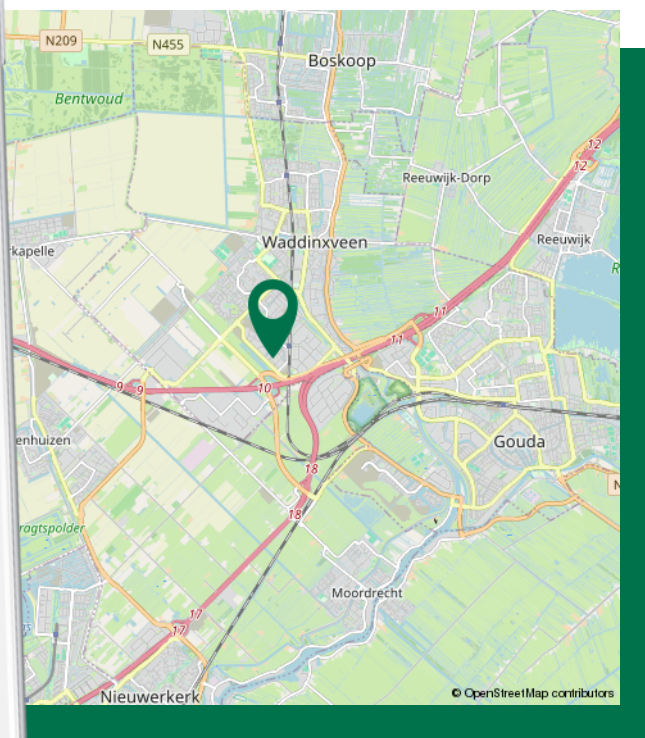 N209
N455
Boskoop
Bentwoud
12
12
Reeuwijk-Dorp
Waddinxveen
Reeuwijk
rkapelle
11
11
9
9
10
enhuizen
Gouda
18
18
N
ragtspolder
Moordrecht
17
17
Nieuwerkerk
© OpenStreetMap contributors